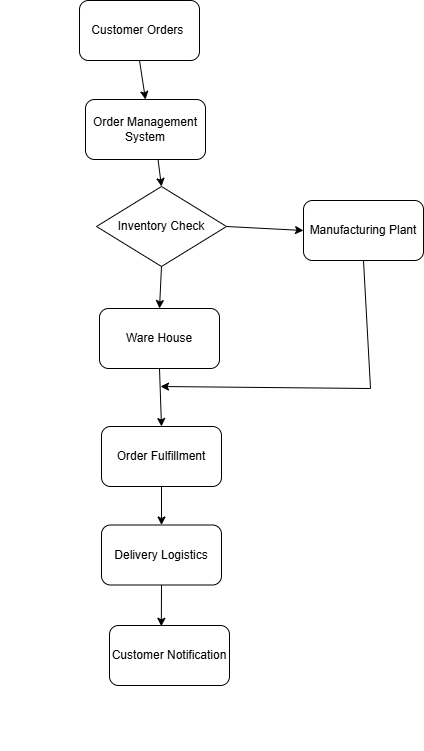 Customer Orders
Order Management
System
Inventory Check
Manufacturing Plant
Ware House
Order Fulfillment
Delivery Logistics
Customer Notification